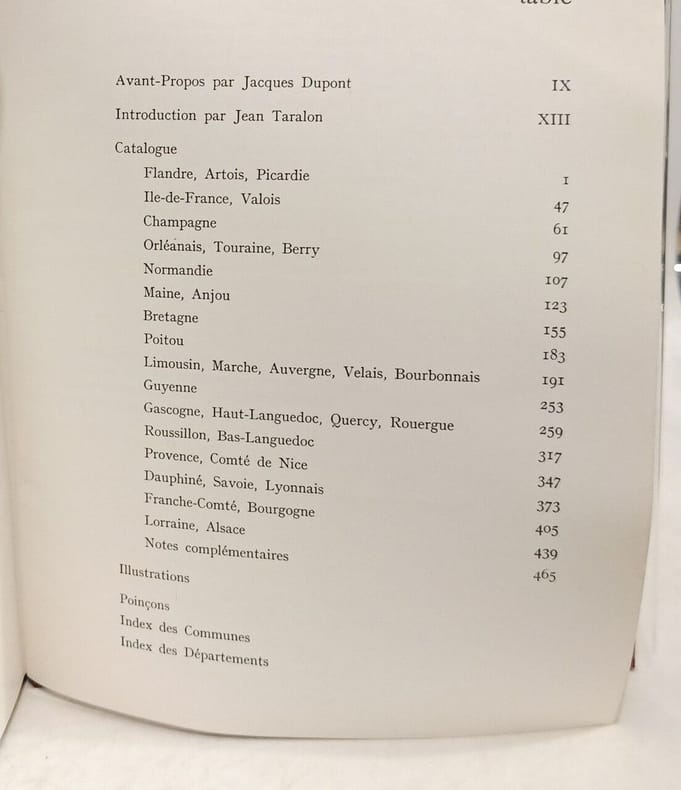 table
Avant-Propos par Jacques Dupont IX
Introduction par Jean Taralon XIII
Catalogue
Flandre, Artois, Picardie 1
Ile-de-France, Valois 47
Champagne 61
Orléanais, Touraine, Berry 97
Normandie 107
Maine, Anjou 123
Bretagne 155
Poitou 183
Limousin, Marche, Auvergne, Velais, Bourbonnais 191
Guyenne 253
Gascogne, Haut-Languedoc, Quercy, Rouergue 259
Roussillon, Bas-Languedoc 317
Provence, Comté de Nice 347
Dauphiné, Savoie, Lyonnais 373
Franche-Comté, Bourgogne 405
Lorraine, Alsace 439
Notes complémentaires 465
Illustrations
Poinçons
Index des Communes
Index des Départements